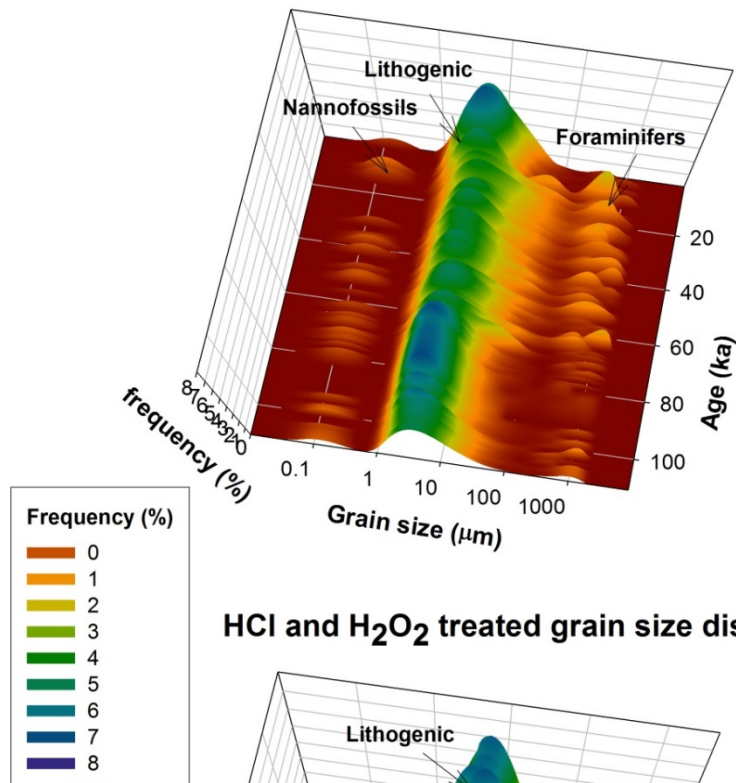 Lithogenic
Nannofossils
Foraminifers
20
40
60
80
100
Age (ka)
frequency (%)
0.1
1
10
100
1000
Grain size (μm)
Frequency (%)
0
1
2
3
4
5
6
7
8
HCl and H2O2 treated grain size dis
Lithogenic